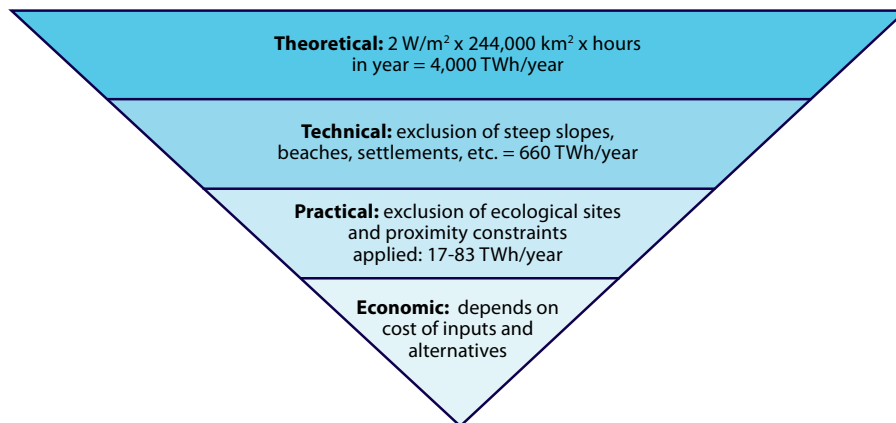 Theoretical: 2 W/m² x 244,000 km² x hours
in year = 4,000 TWh/year
Technical: exclusion of steep slopes,
beaches, settlements, etc. = 660 TWh/year
Practical: exclusion of ecological sites
and proximity constraints
applied: 17-83 TWh/year
Economic: depends on
cost of inputs and
alternatives